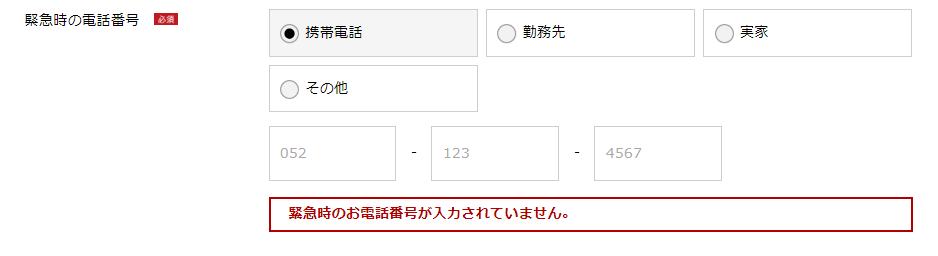 緊急時の電話番号 必須
携帯電話 勤務先 実家
その他
052 - 123 - 4567
緊急時のお電話番号が入力されていません。